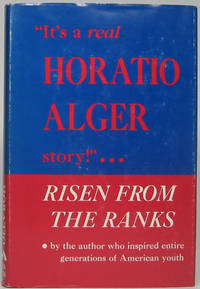 "It's a real
HORATIO
ALGER
story!"...
RISEN FROM
THE RANKS
• by the author who inspired entire
generations of American youth